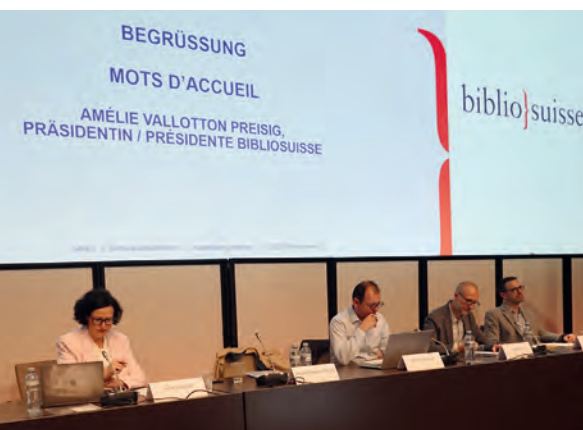 BEGRÜSSUNG
MOTS D'ACCUEIL
AMÉLIE VALLOTTON PREISIG,
PRÄSIDENTIN / PRÉSIDENTE BIBLIOSUISSE
biblio}suisse